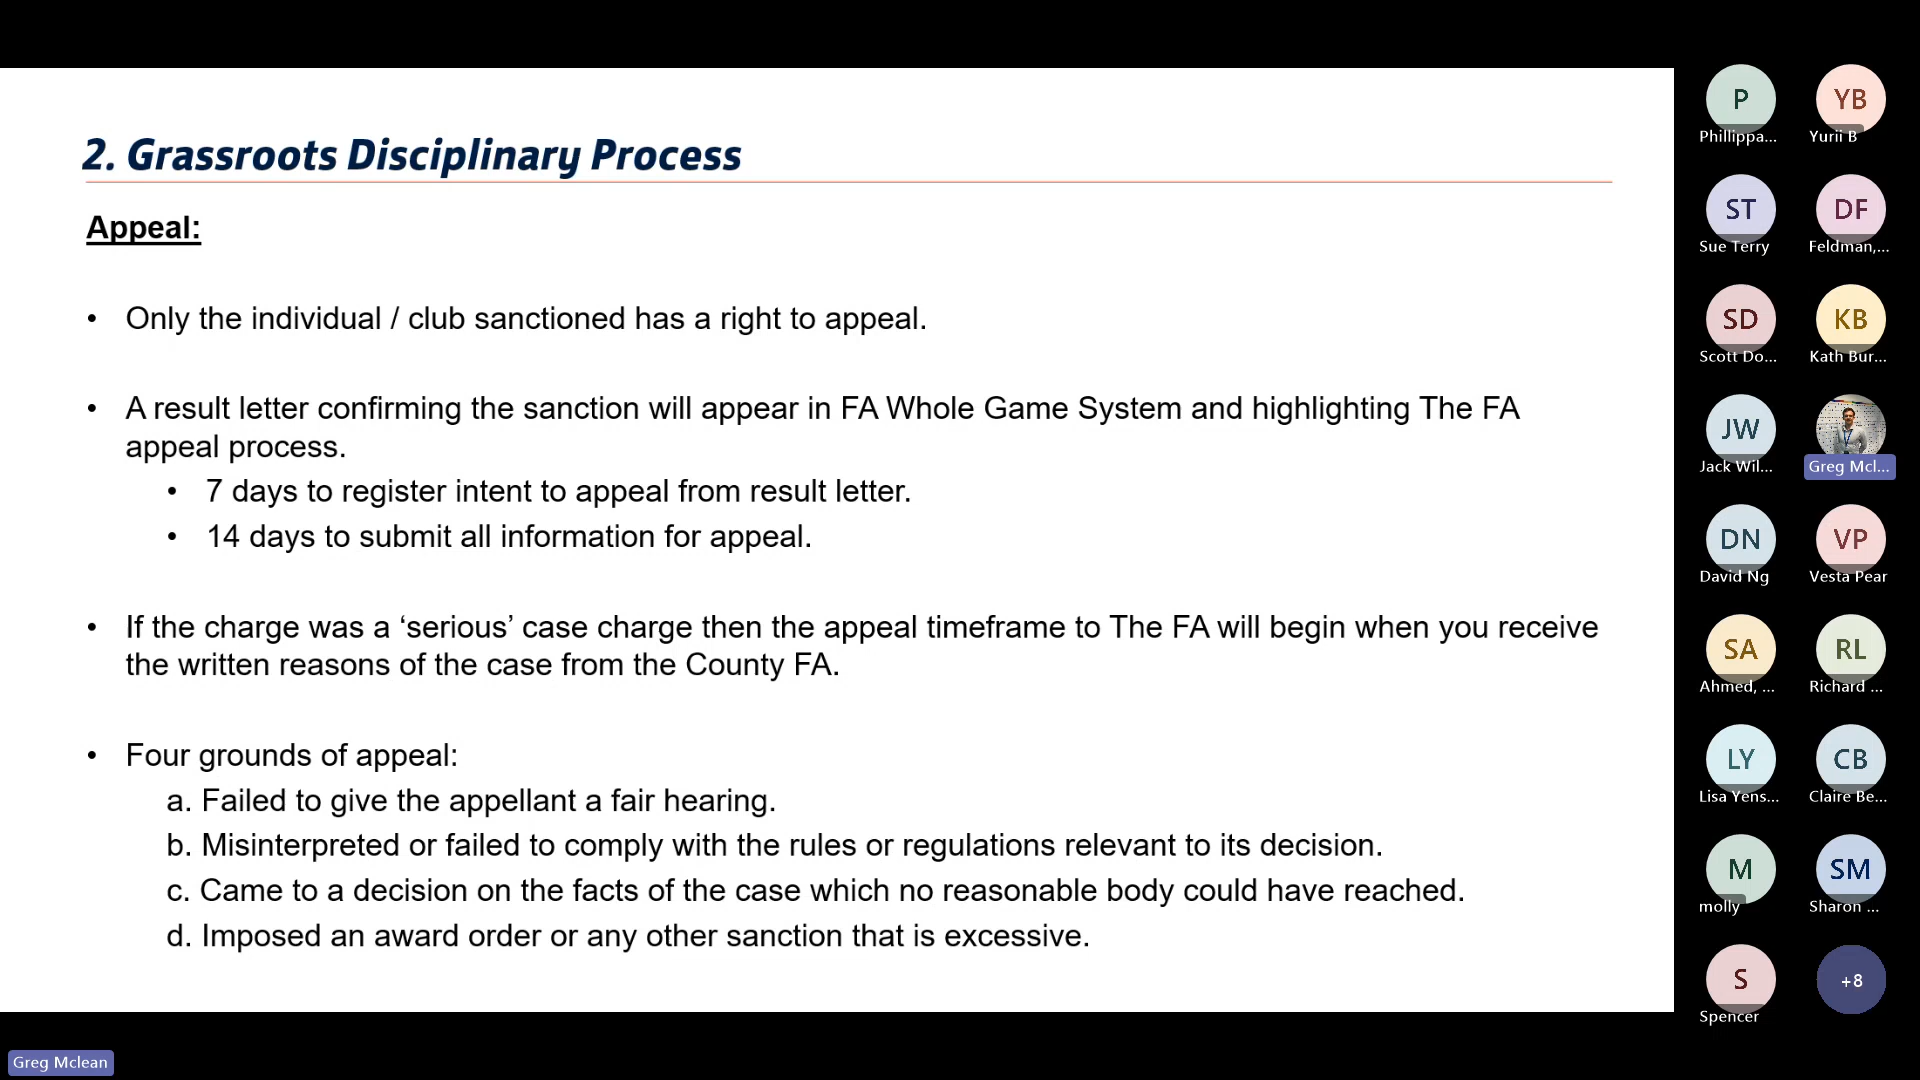 2. Grassroots Disciplinary Process
Appeal:
• Only the individual / club sanctioned has a right to appeal.
• A result letter confirming the sanction will appear in FA Whole Game System and highlighting The FA
appeal process.
• 7 days to register intent to appeal from result letter.
• 14 days to submit all information for appeal.
• If the charge was a ‘serious’ case charge then the appeal timeframe to The FA will begin when you receive
the written reasons of the case from the County FA.
• Four grounds of appeal:
a. Failed to give the appellant a fair hearing.
b. Misinterpreted or failed to comply with the rules or regulations relevant to its decision.
c. Came to a decision on the facts of the case which no reasonable body could have reached.
d. Imposed an award order or any other sanction that is excessive.
Greg Mclean
P
Phillippa...
YB
Yurii B
ST
Sue Terry
DF
Feldman,...
SD
Scott Do...
KB
Kath Bur...
JW
Jack Wil...
Greg Mcl...
DN
David Ng
VP
Vesta Pear
SA
Ahmed, ...
RL
Richard ...
LY
Lisa Yens...
CB
Claire Be...
M
molly
SM
Sharon ...
S
Spencer
+8